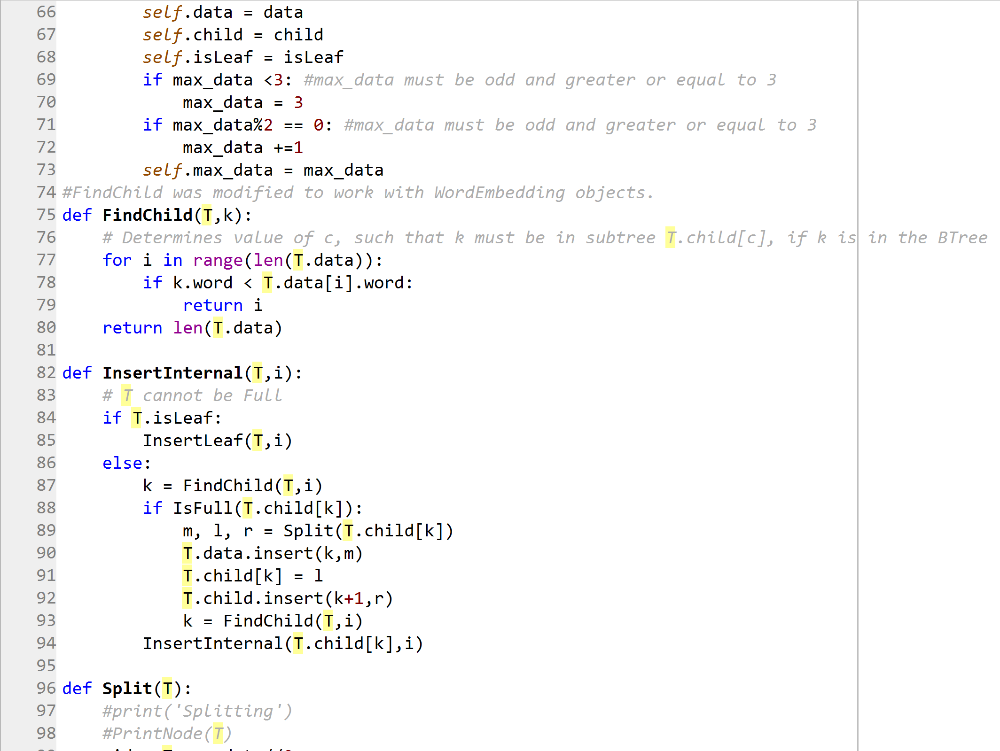 66         self.data = data
67         self.child = child
68         self.isLeaf = isLeaf
69         if max_data <3: #max_data must be odd and greater or equal to 3
70             max_data = 3
71         if max_data%2 == 0: #max_data must be odd and greater or equal to 3
72             max_data +=1
73         self.max_data = max_data
74 #FindChild was modified to work with WordEmbedding objects.
75 def FindChild(T,k):
76     # Determines value of c, such that k must be in subtree T.child[c], if k is in the BTree
77     for i in range(len(T.data)):
78         if k.word < T.data[i].word:
79             return i
80     return len(T.data)
81
82 def InsertInternal(T,i):
83     # T cannot be Full
84     if T.isLeaf:
85         InsertLeaf(T,i)
86     else:
87         k = FindChild(T,i)
88         if IsFull(T.child[k]):
89             m, l, r = Split(T.child[k])
90             T.data.insert(k,m)
91             T.child[k] = l
92             T.child.insert(k+1,r)
93             k = FindChild(T,i)
94         InsertInternal(T.child[k],i)
95
96 def Split(T):
97     #print('Splitting')
98     #PrintNode(T)